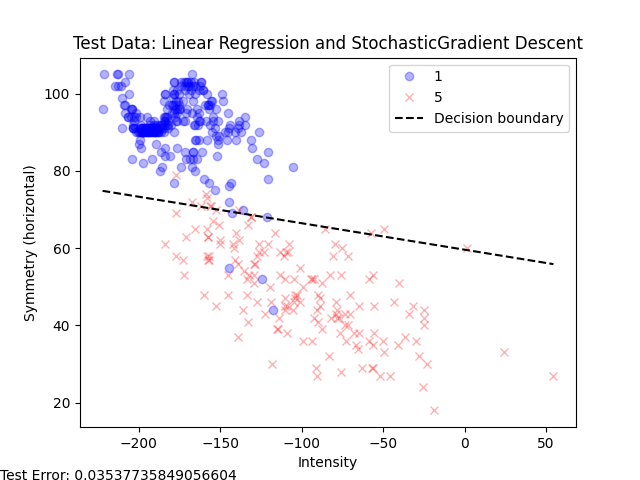 Test Data: Linear Regression and StochasticGradient Descent
1
5
Decision boundary
100
80
60
40
20
Symmetry (horizontal)
−200
−150
−100
−50
0
50
Intensity
Test Error: 0.03537735849056604